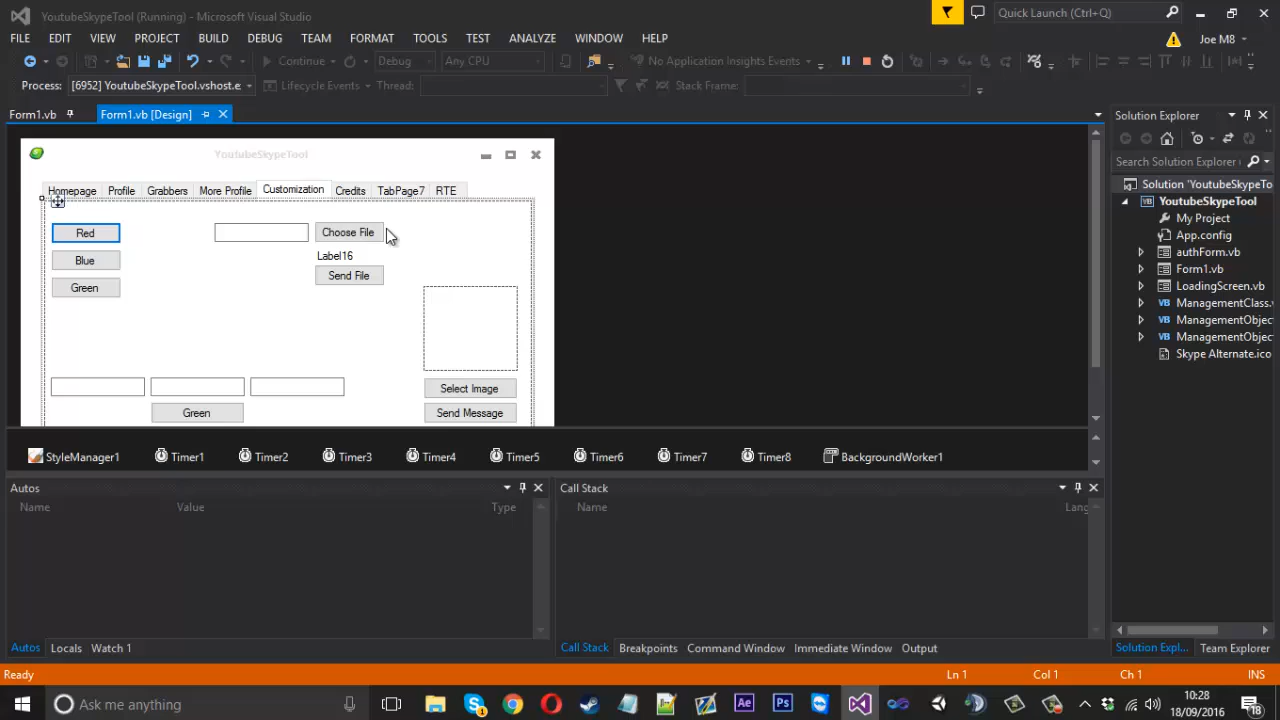 YoutubeSkypeTool (Running) - Microsoft Visual Studio
Quick Launch (Ctrl+Q)
FILE EDIT VIEW PROJECT BUILD DEBUG TEAM FORMAT TOOLS TEST ANALYZE WINDOW HELP
Joe M8
Continue Debug Any CPU No Application Insights Events
Process: [6952] YoutubeSkypeTool.vshost.e Lifecycle Events Thread: Stack Frame:
Form1.vb Form1.vb [Design]
Solution Explorer
YoutubeSkypeTool
Search Solution Explorer
Homepage Profile Grabbers More Profile Customization Credits TabPage7 RTE
Solution 'YoutubeSkypeTo
YoutubeSkypeTool
My Project
App.config
authForm.vb
Form1.vb
LoadingScreen.vb
ManagementClass.
ManagementObjec
ManagementObjec
Skype Alternate.ico
Red
Choose File
Label16
Blue
Send File
Green
Select Image
Green
Send Message
StyleManager1 Timer1 Timer2 Timer3 Timer4 Timer5 Timer6 Timer7 Timer8 BackgroundWorker1
Autos
Name Value Type
Call Stack
Name Lang
Autos Locals Watch 1
Call Stack Breakpoints Command Window Immediate Window Output
Solution Expl... Team Explorer
Ready Ln 1 Col 1 Ch 1 INS
Ask me anything
1
Ae
Ps
10:28
18/09/2016
18